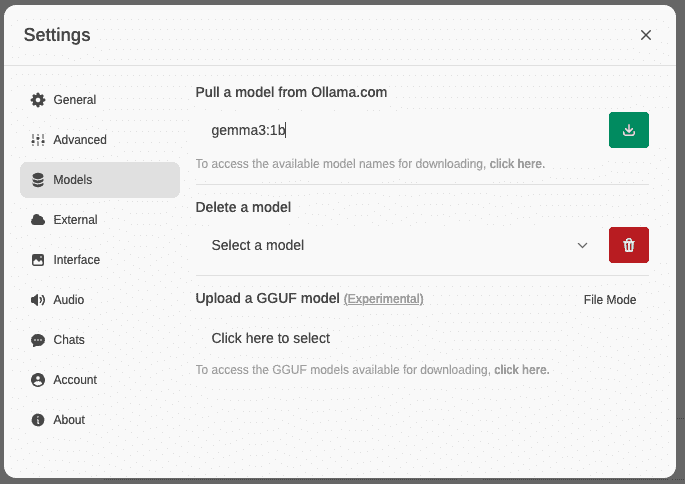 Settings
General
Advanced
Models
External
Interface
Audio
Chats
Account
About
Pull a model from Ollama.com
gemma3:1b
To access the available model names for downloading, click here.
Delete a model
Select a model
Upload a GGUF model (Experimental) File Mode
Click here to select
To access the GGUF models available for downloading, click here.